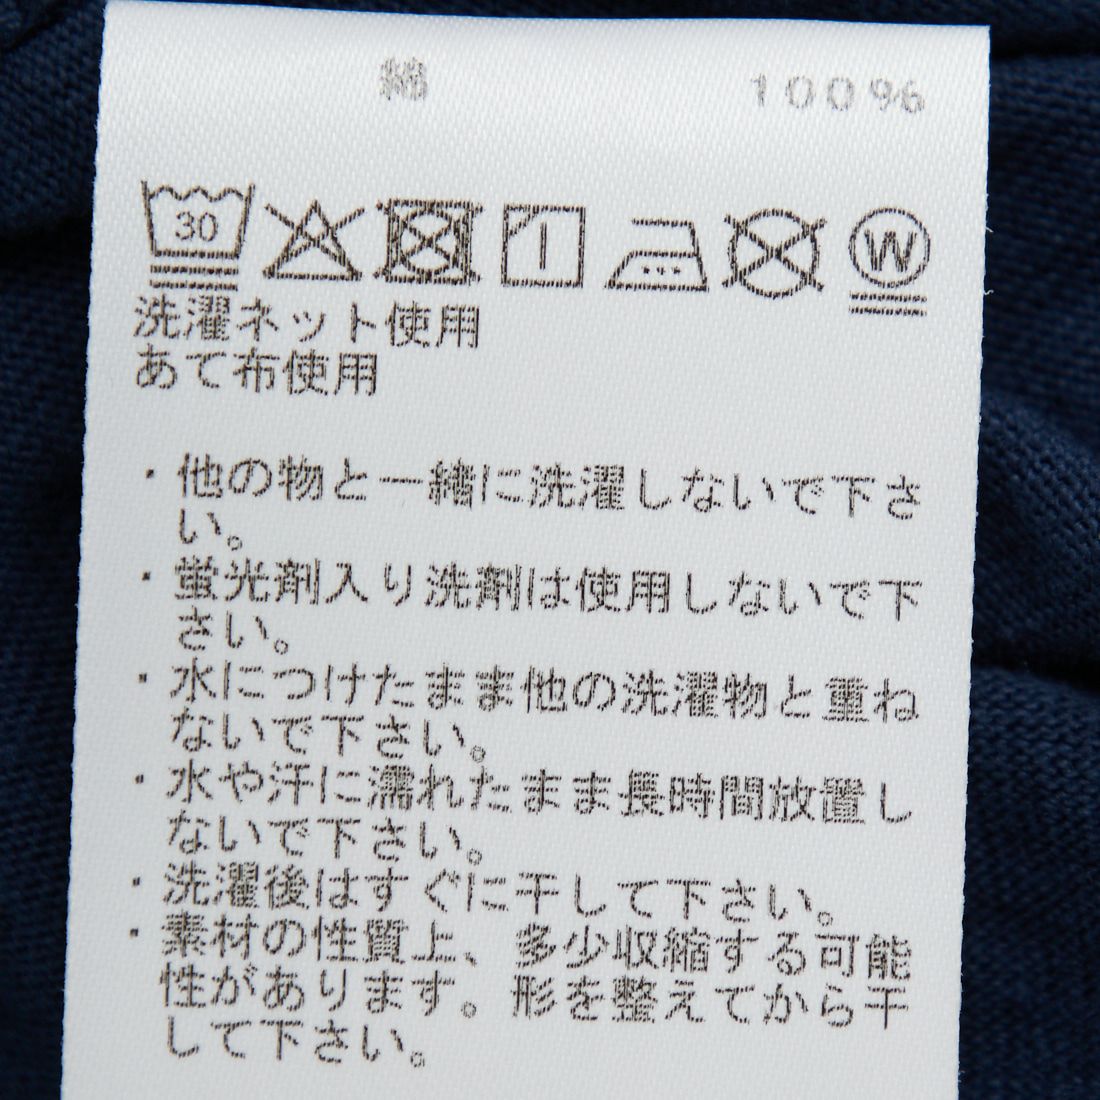 綿 100%
30 W
洗濯ネット使用
あて布使用
・他の物と一緒に洗濯しないで下さ
い。
・蛍光剤入り洗剤は使用しないで下
さい。
・水につけたまま他の洗濯物と重ね
ないで下さい。
・水や汗に濡れたまま長時間放置し
ないで下さい。
・洗濯後はすぐに干して下さい。
・素材の性質上、多少収縮する可能
性があります。形を整えてから干
して下さい。